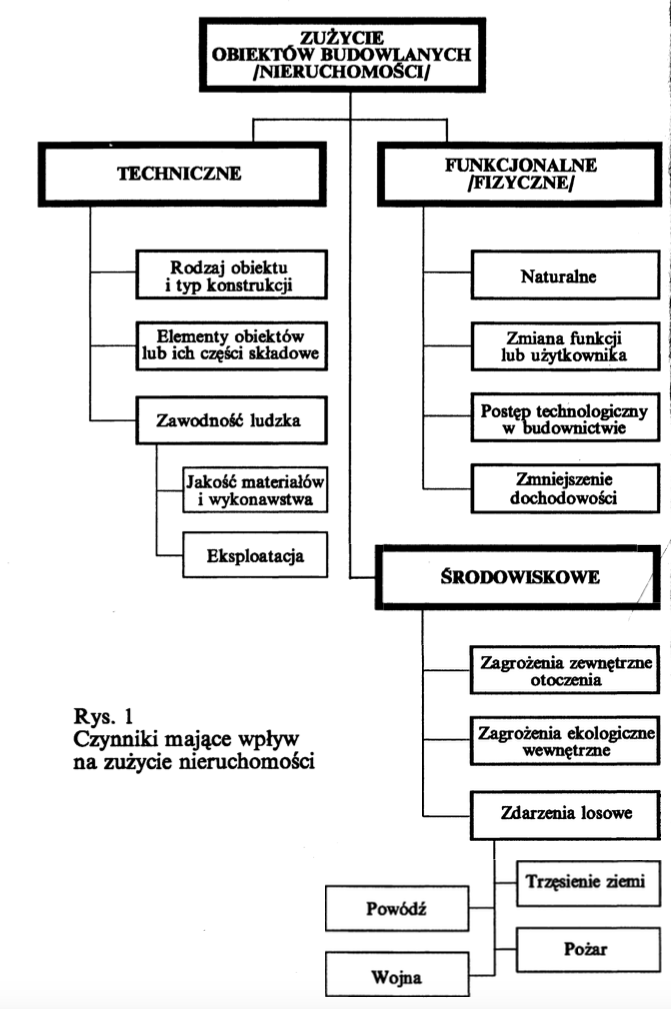 ZUŻYCIE
OBIEKTÓW BUDOWLANYCH
/NIERUCHOMOŚCI/
TECHNICZNE
Rodzaj obiektu
i typ konstrukcji
Elementy obiektów
lub ich części składowe
Zawodność ludzka
Jakość materiałów
i wykonawstwa
Eksploatacja
FUNKCJONALNE
/FIZYCZNE/
Naturalne
Zmiana funkcji
lub użytkownika
Postęp technologiczny
w budownictwie
Zmniejszenie
dochodowości
ŚRODOWISKOWE
Zagrożenia zewnętrzne
otoczenia
Zagrożenia ekologiczne
wewnętrzne
Zdarzenia losowe
Trzęsienie ziemi
Powódź
Pożar
Wojna
Rys. 1
Czynniki mające wpływ
na zużycie nieruchomości